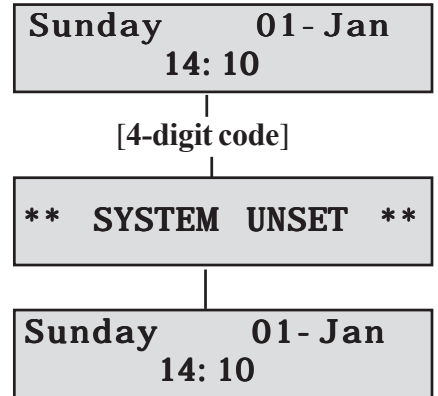 Sunday 01-Jan
14:10
[4-digit code]
** SYSTEM UNSET **
Sunday 01-Jan
14:10